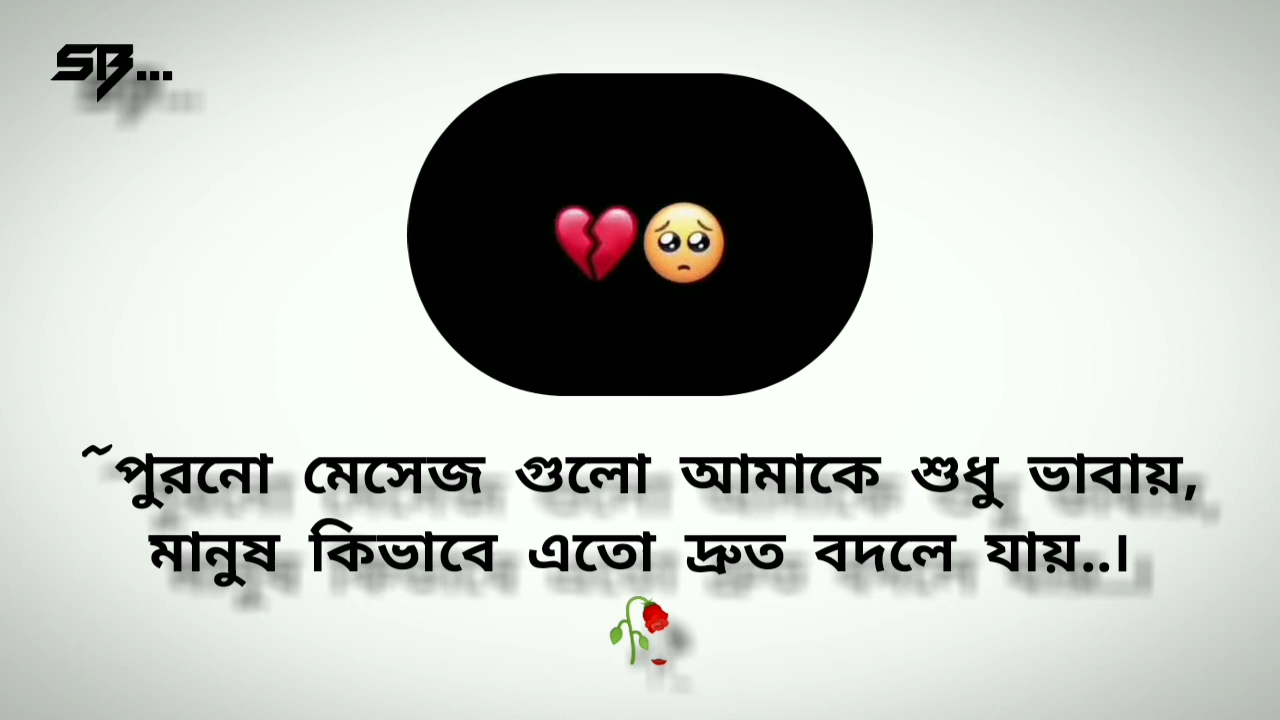 SB...
~পুরনো মেসেজ গুলো আমাকে শুধু ভাবায়,
মানুষ কিভাবে এতো দ্রুত বদলে যায়..।